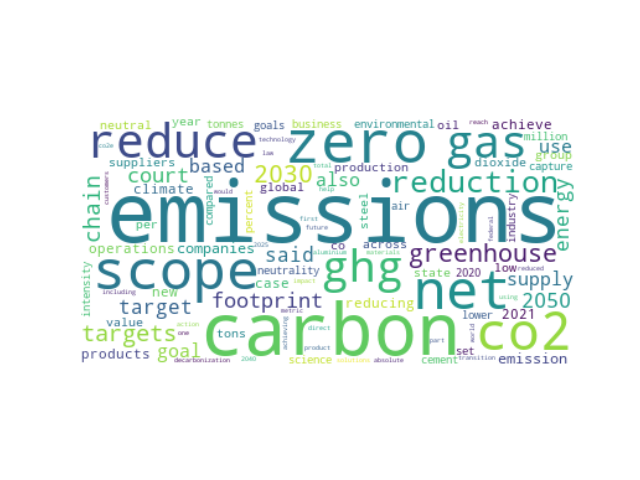 neutral year tonnes goals business environmental oil reach achieve
co2e reduce technology law zero gas million use
suppliers court based 2030 also production dioxide group capture
customers climate would compared percent global total help air reduction industry energy
chain emissions steel electricity federal
per first future
operations companies 2025 said co across greenhouse
intensity scope neutrality aluminium materials ghg state 2020 low reduced supply
including new case impact net using
target footprint reducing 2050
value action metric carbon lower 2021 co2
targets one tons achieving direct part world
products goal science product cement set emission
decarbonization 2040 emissions absolute transition